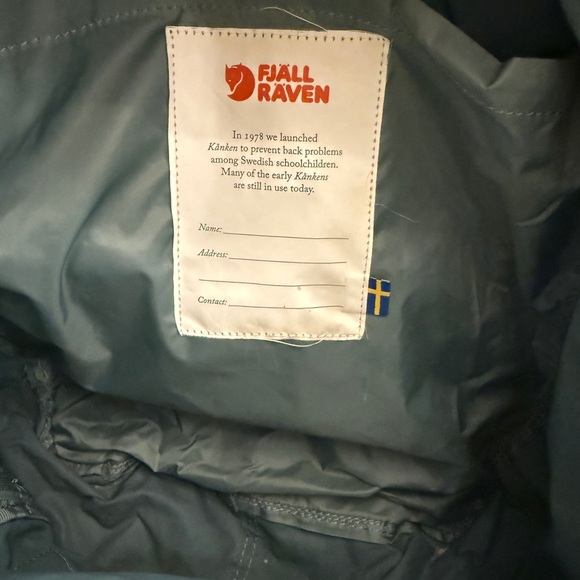 FJÄLL
RÄVEN
In 1978 we launched
Kånken to prevent back problems
among Swedish schoolchildren.
Many of the early Kånkens
are still in use today.
Name:
Address:
Contact: